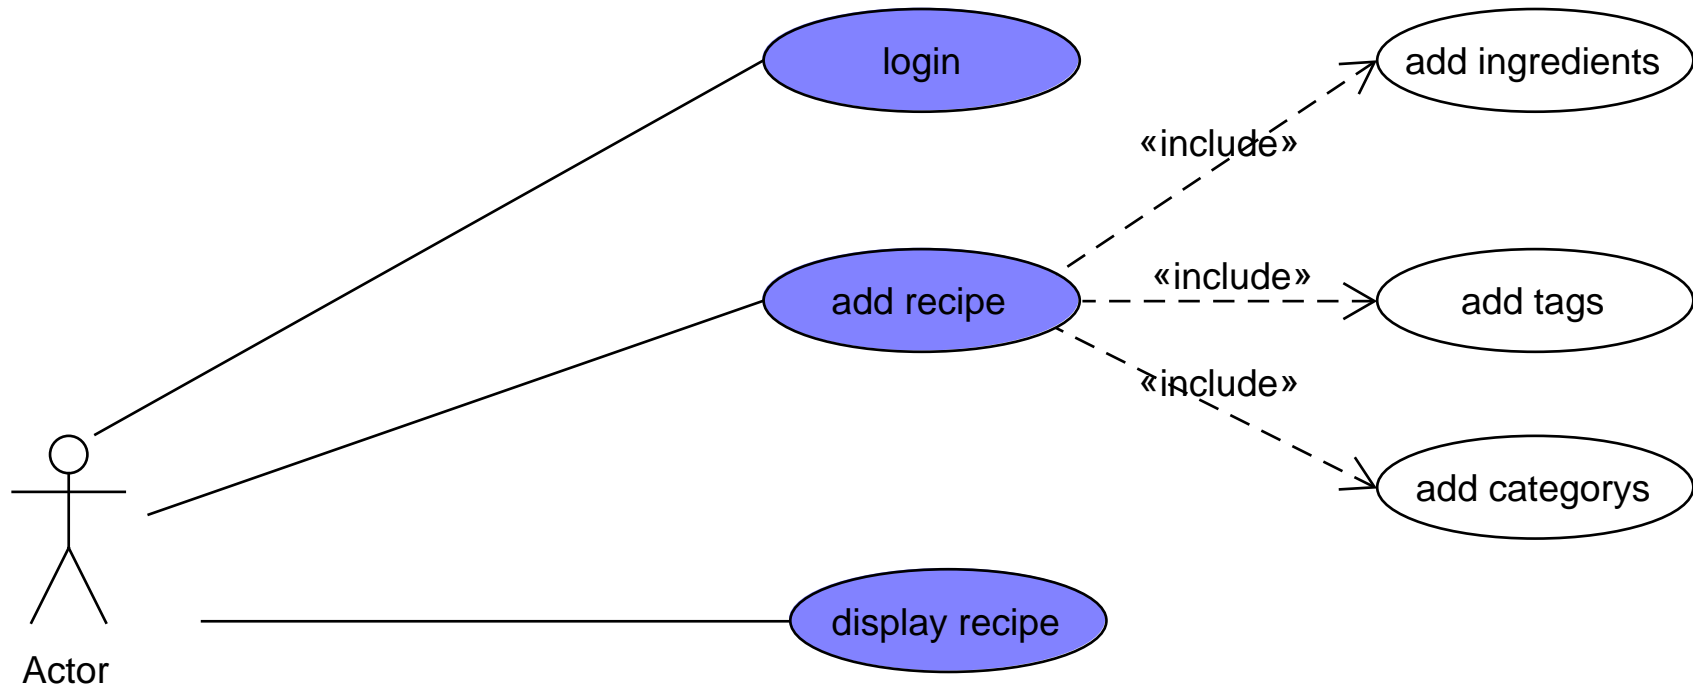 login
add ingredients
«include»
add recipe
«include»
add tags
«include»
add categorys
display recipe
Actor